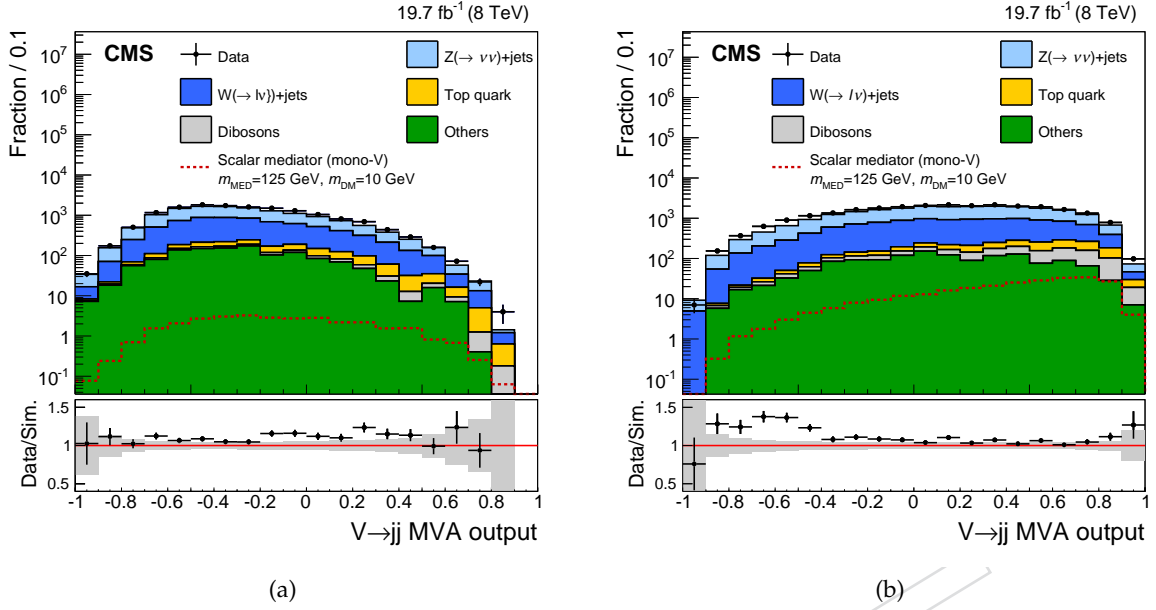 19.7 fb⁻¹ (8 TeV)
CMS
Data
Z(→ νν)+jets
W(→ lν})+jets
Top quark
Dibosons
Others
Scalar mediator (mono-V)
m_MED=125 GeV, m_DM=10 GeV
Fraction / 0.1
10⁷
10⁶
10⁵
10⁴
10³
10²
10
1
10⁻¹
Data/Sim.
1.5
1
0.5
-1 -0.8 -0.6 -0.4 -0.2 0 0.2 0.4 0.6 0.8 1
V→jj MVA output
(a)
19.7 fb⁻¹ (8 TeV)
CMS
Data
Z(→ νν)+jets
W(→ lν)+jets
Top quark
Dibosons
Others
Scalar mediator (mono-V)
m_MED=125 GeV, m_DM=10 GeV
Fraction / 0.1
10⁷
10⁶
10⁵
10⁴
10³
10²
10
1
10⁻¹
Data/Sim.
1.5
1
0.5
-1 -0.8 -0.6 -0.4 -0.2 0 0.2 0.4 0.6 0.8 1
V→jj MVA output
(b)